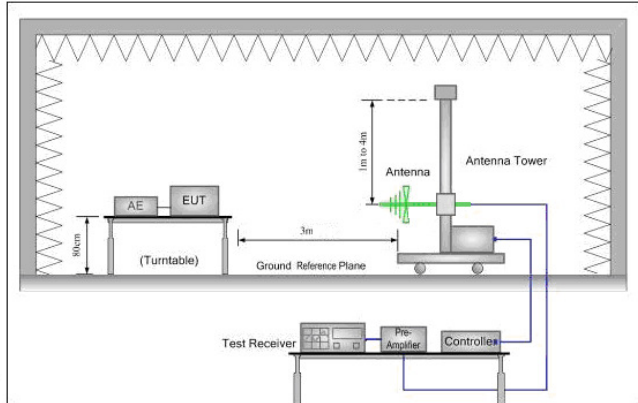 1m to 4m
Antenna
Antenna Tower
AE
EUT
80cm
(Turntable)
3m
Ground Reference Plane
Test Receiver
Pre-
Amplifier
Controller